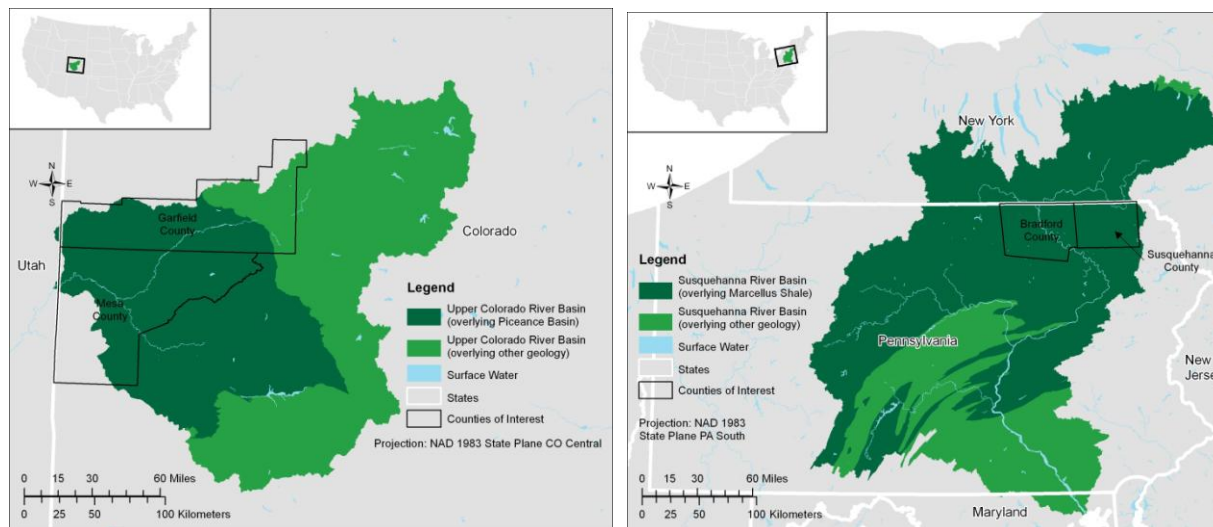 N
W E
S
Garfield
County
Colorado
Utah
Mesa
County
Legend
Upper Colorado River Basin
(overlying Piceance Basin)
Upper Colorado River Basin
(overlying other geology)
Surface Water
States
Counties of Interest
Projection: NAD 1983 State Plane CO Central
0 15 30 60 Miles
0 25 50 100 Kilometers
New York
N
W E
S
Bradford
County
Susquehanna
County
Legend
Susquehanna River Basin
(overlying Marcellus Shale)
Susquehanna River Basin
(overlying other geology)
Surface Water
States
Counties of Interest
Pennsylvania
New
Jerse
Projection: NAD 1983
State Plane PA South
0 15 30 60 Miles
0 25 50 100 Kilometers
Maryland